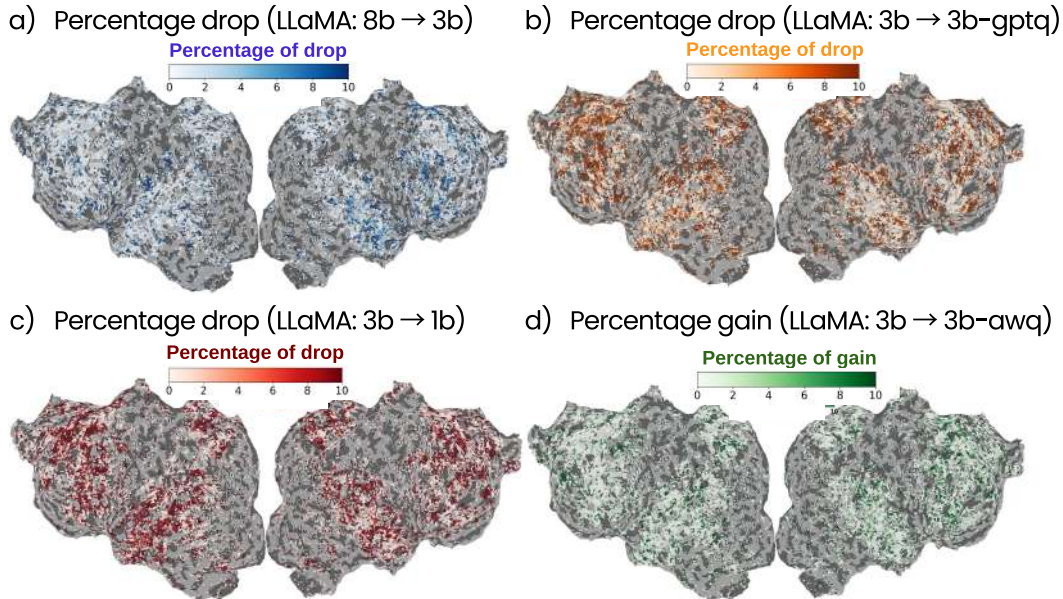 a) Percentage drop (LLaMA: 8b → 3b)
Percentage of drop
0 2 4 6 8 10
b) Percentage drop (LLaMA: 3b → 3b-gptq)
Percentage of drop
0 2 4 6 8 10
c) Percentage drop (LLaMA: 3b → 1b)
Percentage of drop
0 2 4 6 8 10
d) Percentage gain (LLaMA: 3b → 3b-awq)
Percentage of gain
0 2 4 6 8 10